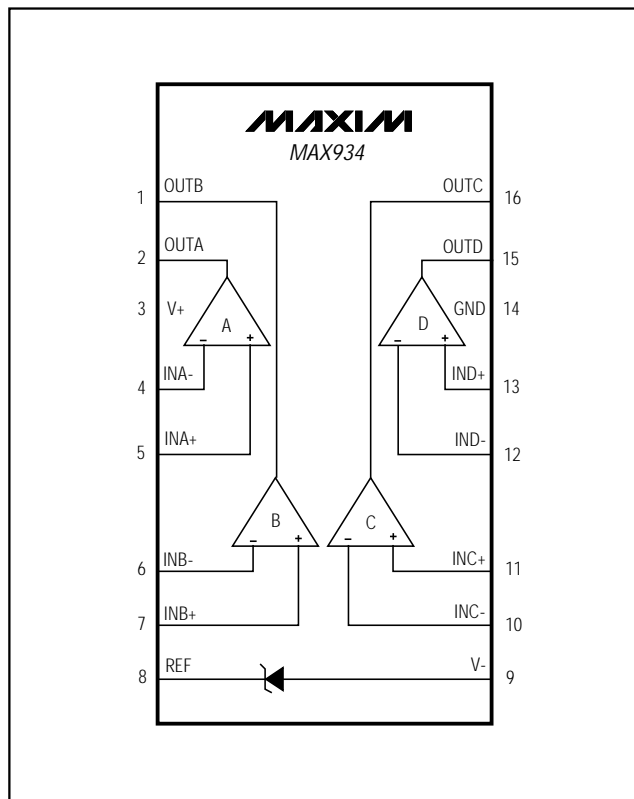 MAXIM
MAX934
1 OUTB
OUTC 16
2 OUTA
OUTD 15
3 V+
GND 14
A
D
- +
- +
4 INA-
IND+ 13
5 INA+
IND- 12
B
C
- +
- +
6 INB-
INC+ 11
7 INB+
INC- 10
8 REF
V- 9